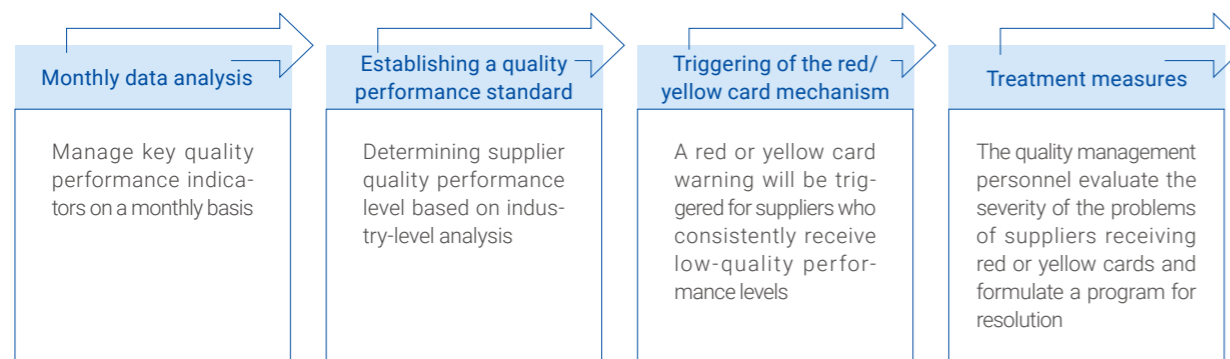 Monthly data analysis
Manage key quality
performance indica-
tors on a monthly basis
Establishing a quality
performance standard
Determining supplier
quality performance
level based on indus-
try-level analysis
Triggering of the red/
yellow card mechanism
A red or yellow card
warning will be trig-
gered for suppliers who
consistently receive
low-quality perfor-
mance levels
Treatment measures
The quality management
personnel evaluate the
severity of the problems
of suppliers receiving
red or yellow cards and
formulate a program for
resolution